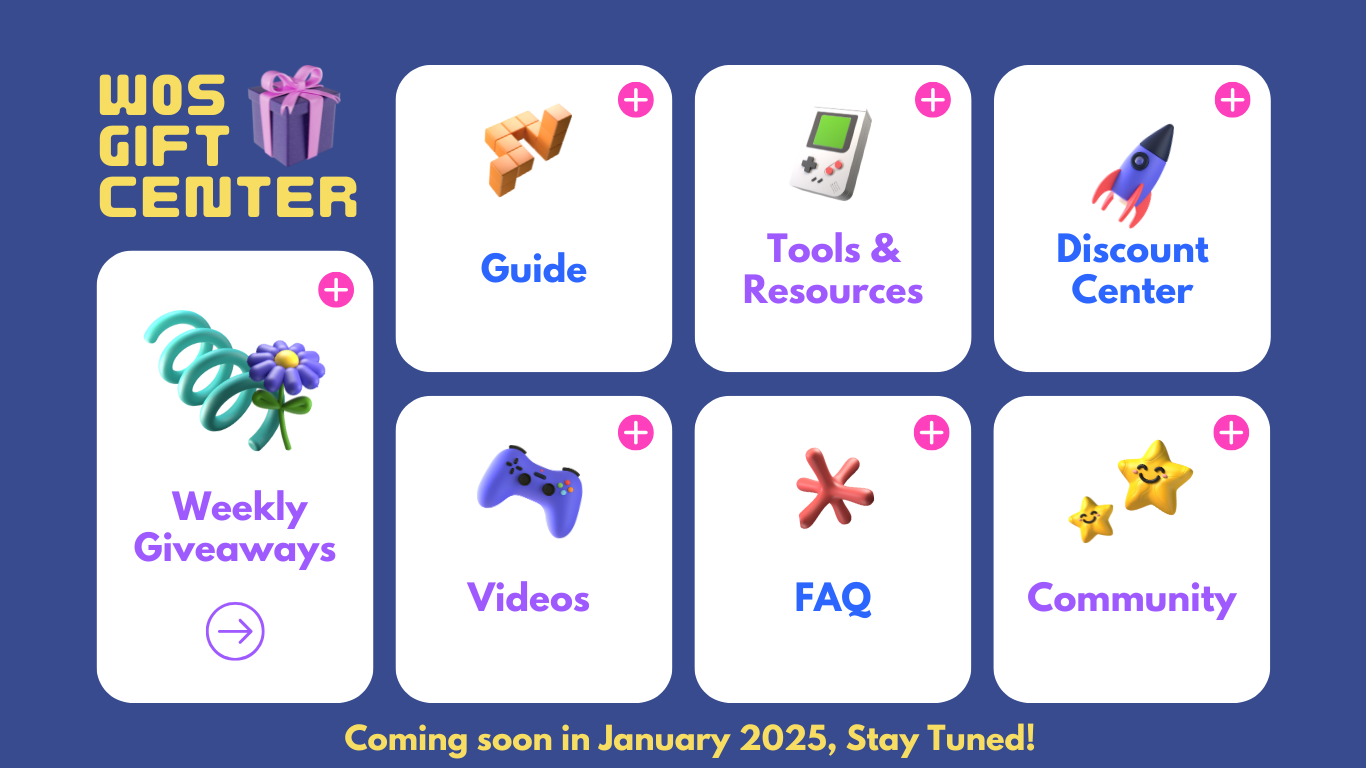 WOS
GIFT
CENTER
Guide
Tools &
Resources
Discount
Center
Weekly
Giveaways
Videos
FAQ
Community
Coming soon in January 2025, Stay Tuned!